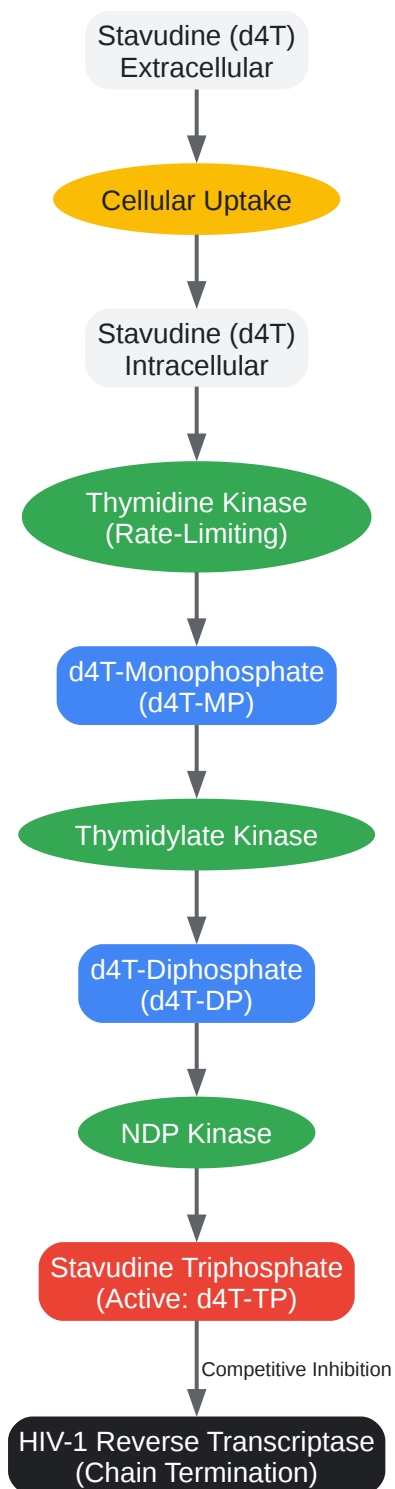 Stavudine (d4T)
Extracellular
Cellular Uptake
Stavudine (d4T)
Intracellular
Thymidine Kinase
(Rate-Limiting)
d4T-Monophosphate
(d4T-MP)
Thymidylate Kinase
d4T-Diphosphate
(d4T-DP)
NDP Kinase
Stavudine Triphosphate
(Active: d4T-TP)
Competitive Inhibition
HIV-1 Reverse Transcriptase
(Chain Termination)